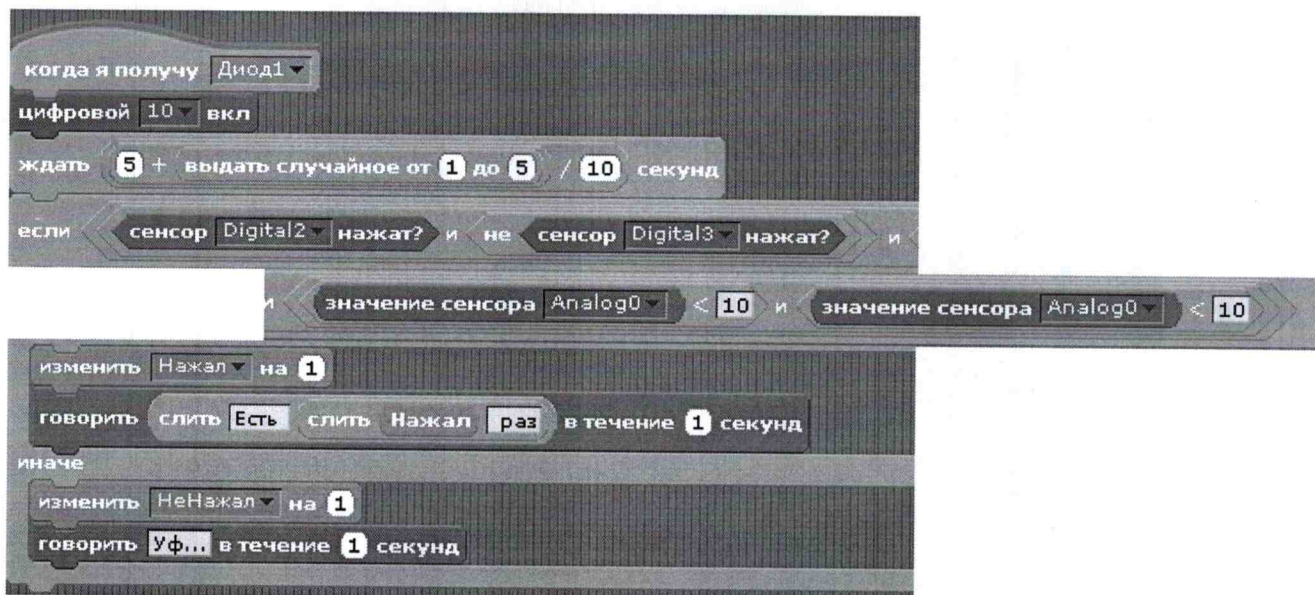 когда я получу Диод1
цифровой 10 вкл
ждать 5 + выдать случайное от 1 до 5 / 10 секунд
если сенсор Digital2 нажат? и не сенсор Digital3 нажат? и
и значение сенсора Analog0 < 10 и значение сенсора Analog0 < 10
изменить Нажал на 1
говорить слить Есть слить Нажал раз в течение 1 секунд
иначе
изменить НеНажал на 1
говорить Уф... в течение 1 секунд